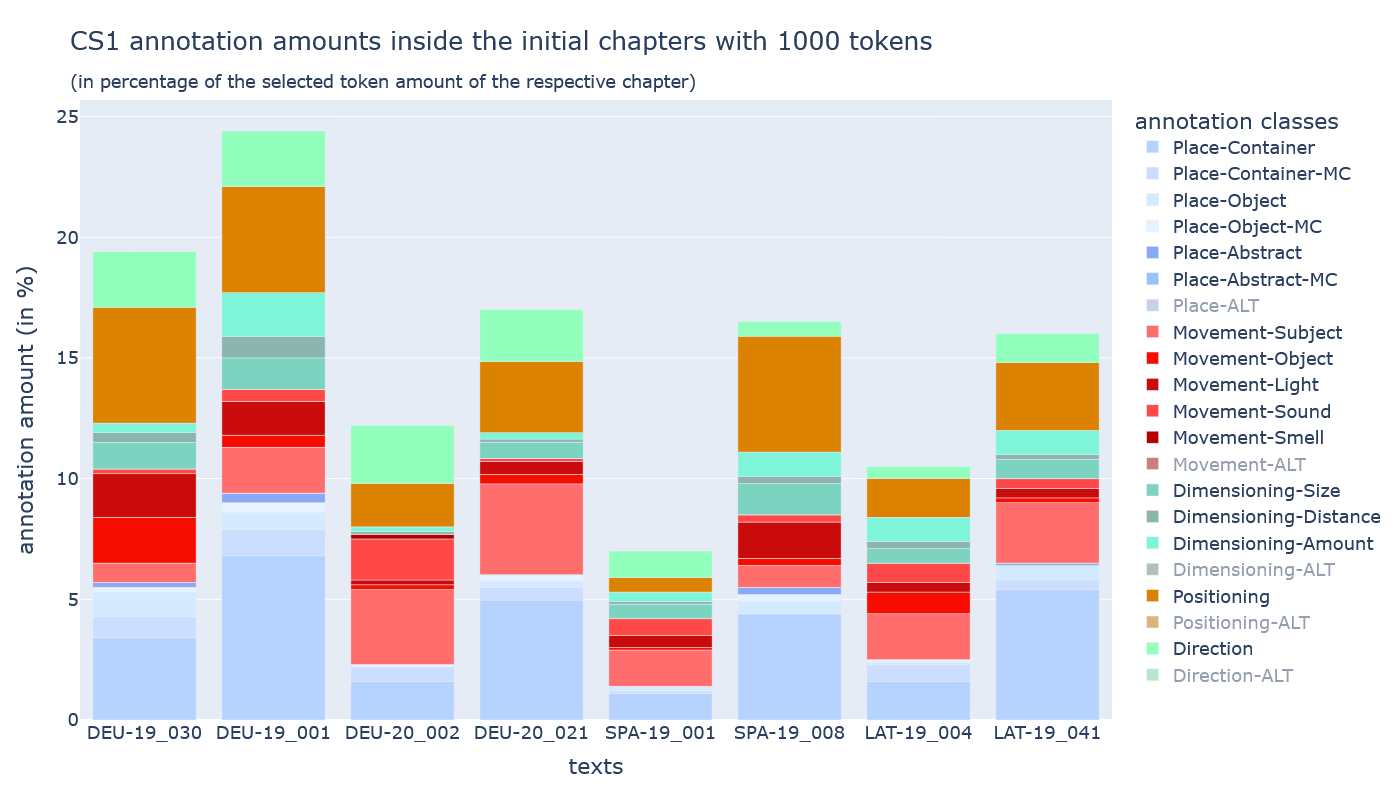 CS1 annotation amounts inside the initial chapters with 1000 tokens
(in percentage of the selected token amount of the respective chapter)
annotation amount (in %)
25
20
15
10
5
0
DEU-19_030 DEU-19_001 DEU-20_002 DEU-20_021 SPA-19_001 SPA-19_008 LAT-19_004 LAT-19_041
texts
annotation classes
Place-Container
Place-Container-MC
Place-Object
Place-Object-MC
Place-Abstract
Place-Abstract-MC
Place-ALT
Movement-Subject
Movement-Object
Movement-Light
Movement-Sound
Movement-Smell
Movement-ALT
Dimensioning-Size
Dimensioning-Distance
Dimensioning-Amount
Dimensioning-ALT
Positioning
Positioning-ALT
Direction
Direction-ALT